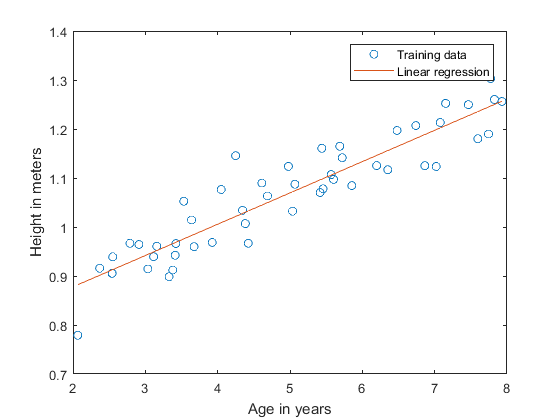 1.4
1.3
1.2
1.1
1
0.9
0.8
0.7
Height in meters
Training data
Linear regression
2 3 4 5 6 7 8
Age in years